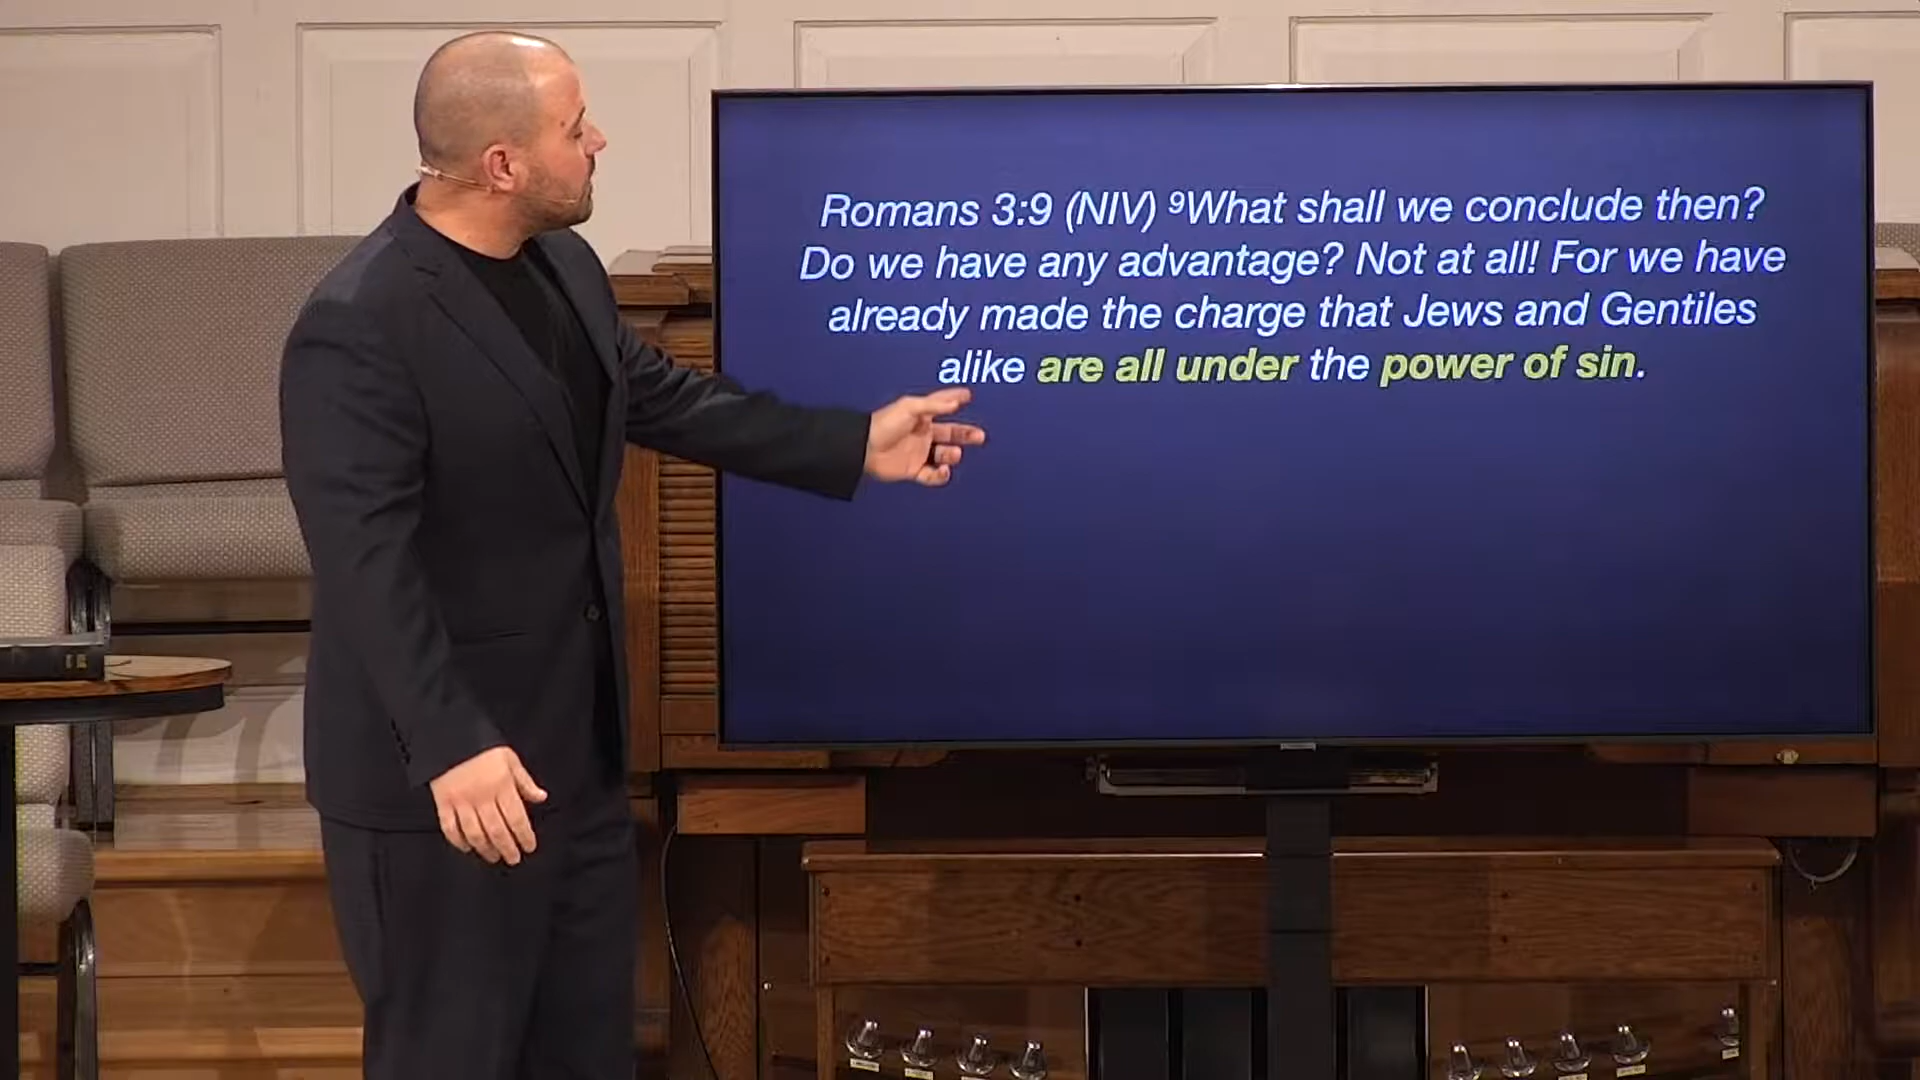 Romans 3:9 (NIV) ⁹What shall we conclude then?
Do we have any advantage? Not at all! For we have
already made the charge that Jews and Gentiles
alike are all under the power of sin.